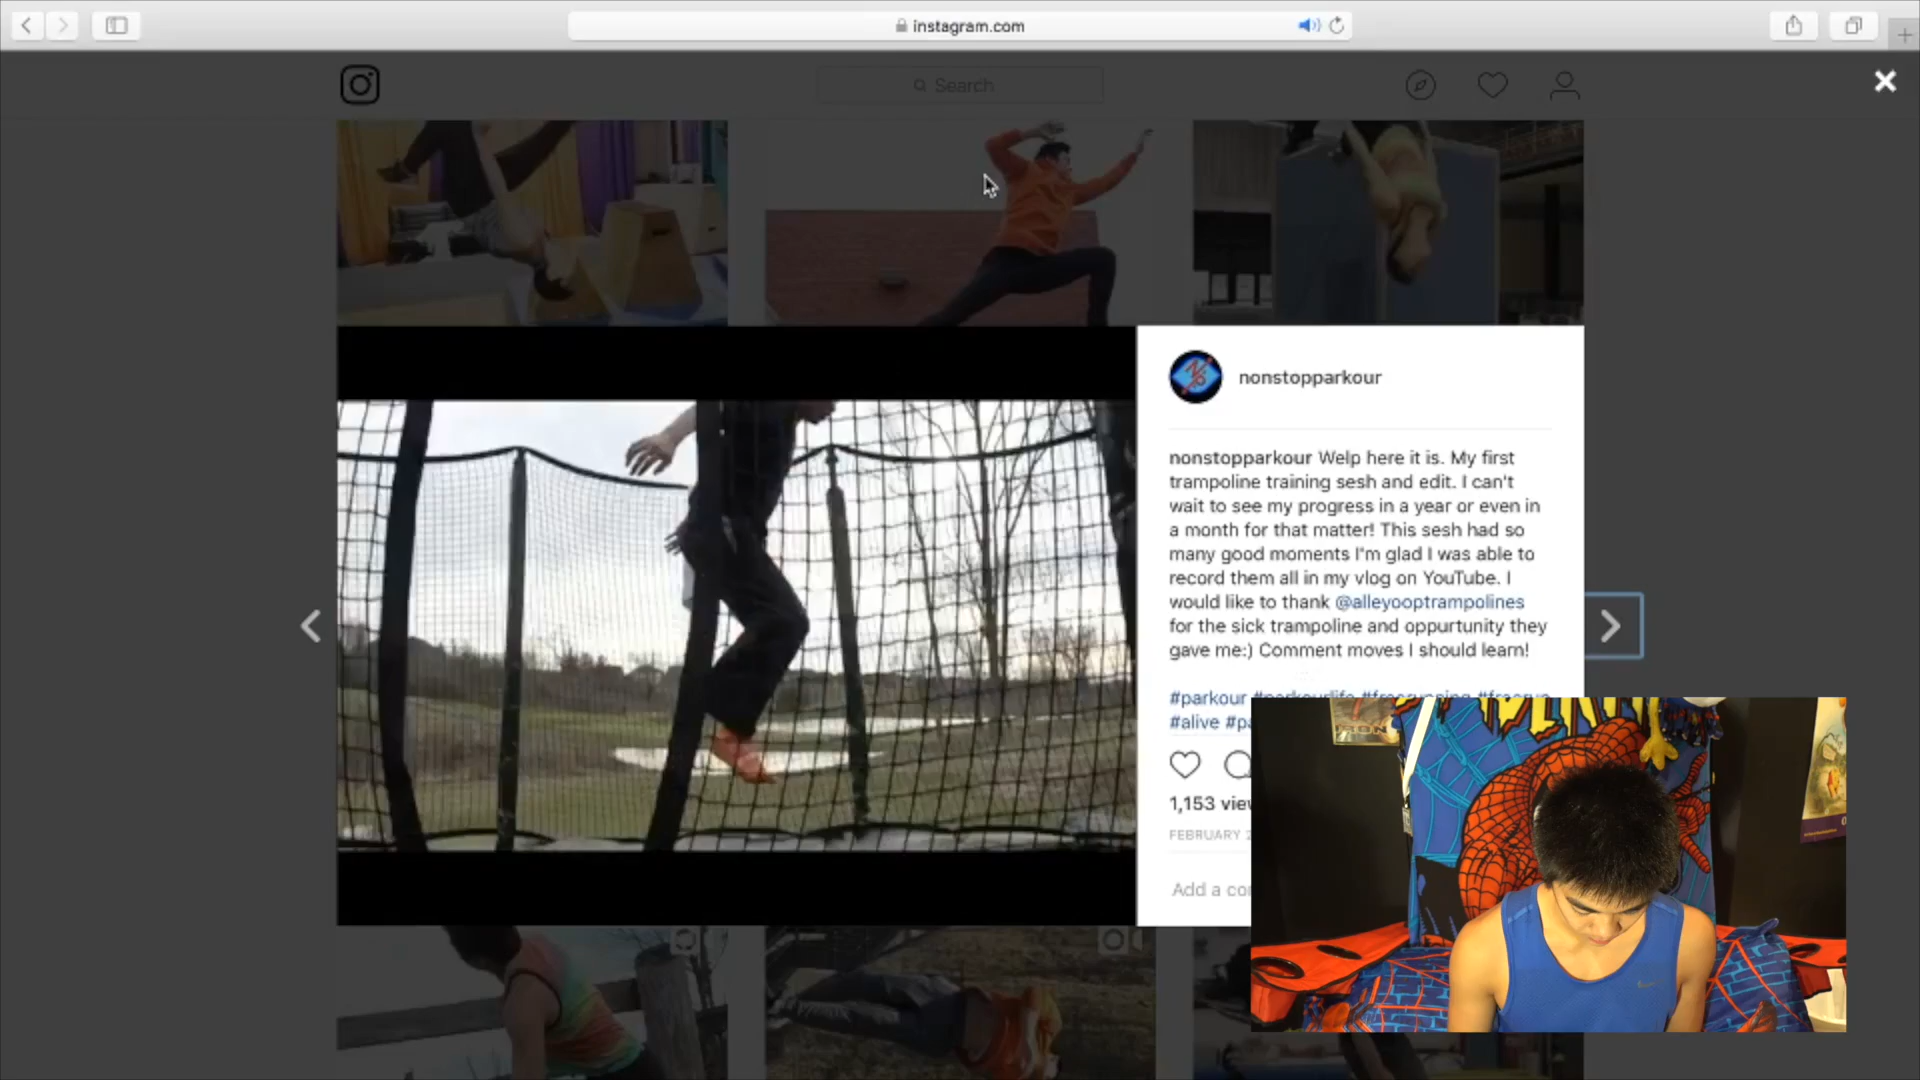 instagram.com
Search
nonstopparkour
nonstopparkour Welp here it is. My first
trampoline training sesh and edit. I can't
wait to see my progress in a year or even in
a month for that matter! This sesh had so
many good moments I'm glad I was able to
record them all in my vlog on YouTube. I
would like to thank @alleyooptrampolines
for the sick trampoline and oppurtunity they
gave me:) Comment moves I should learn!
#parkour #parkourlife #freerunning #freerun
#alive
1,153
FEBRUARY
Add a